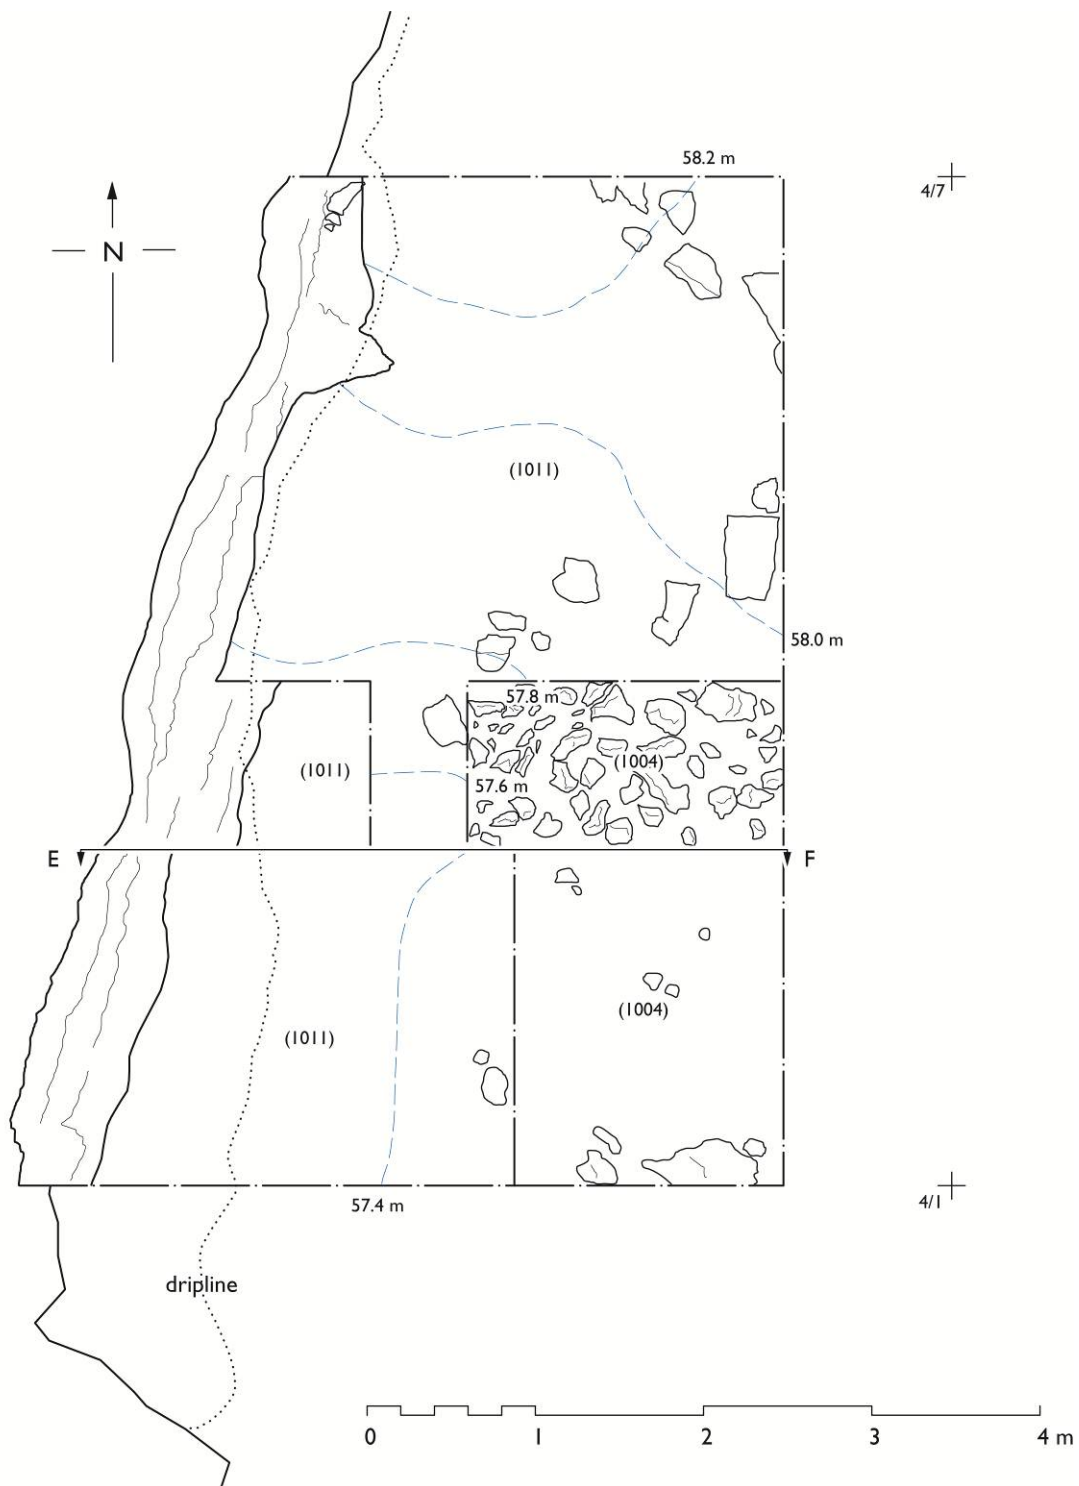 58.2 m
4/7
N
(1011)
58.0 m
57.8 m
(1004)
(1011)
57.6 m
E F
(1004)
(1011)
57.4 m
4/1
dripline
0 1 2 3 4 m